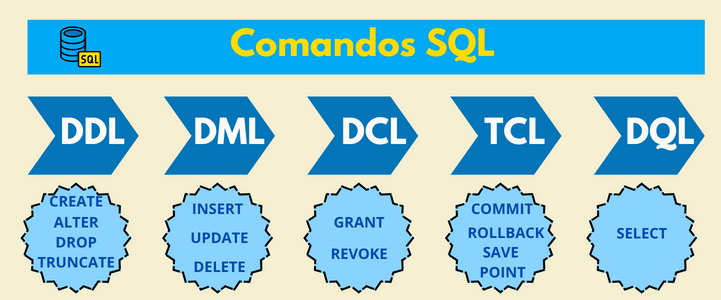 Comandos SQL
SQL
DDL
DML
DCL
TCL
DQL
CREATE
ALTER
DROP
TRUNCATE
INSERT
UPDATE
DELETE
GRANT
REVOKE
COMMIT
ROLLBACK
SAVE
POINT
SELECT